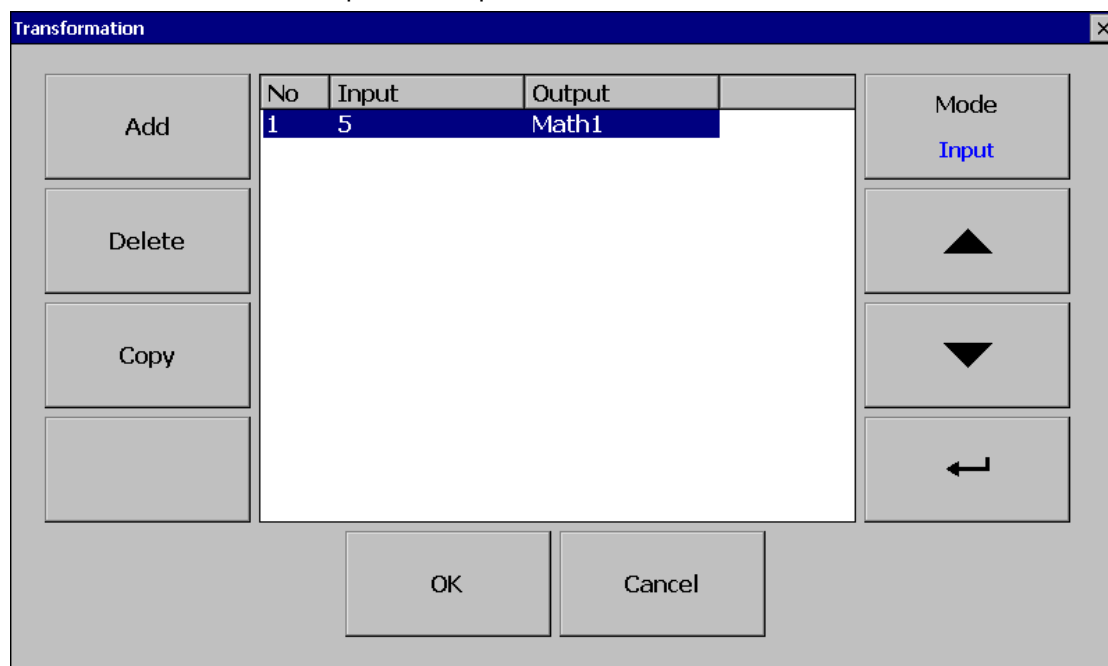 Transformation
Add
Delete
Copy
No Input Output
1 5 Math1
Mode
Input
OK
Cancel